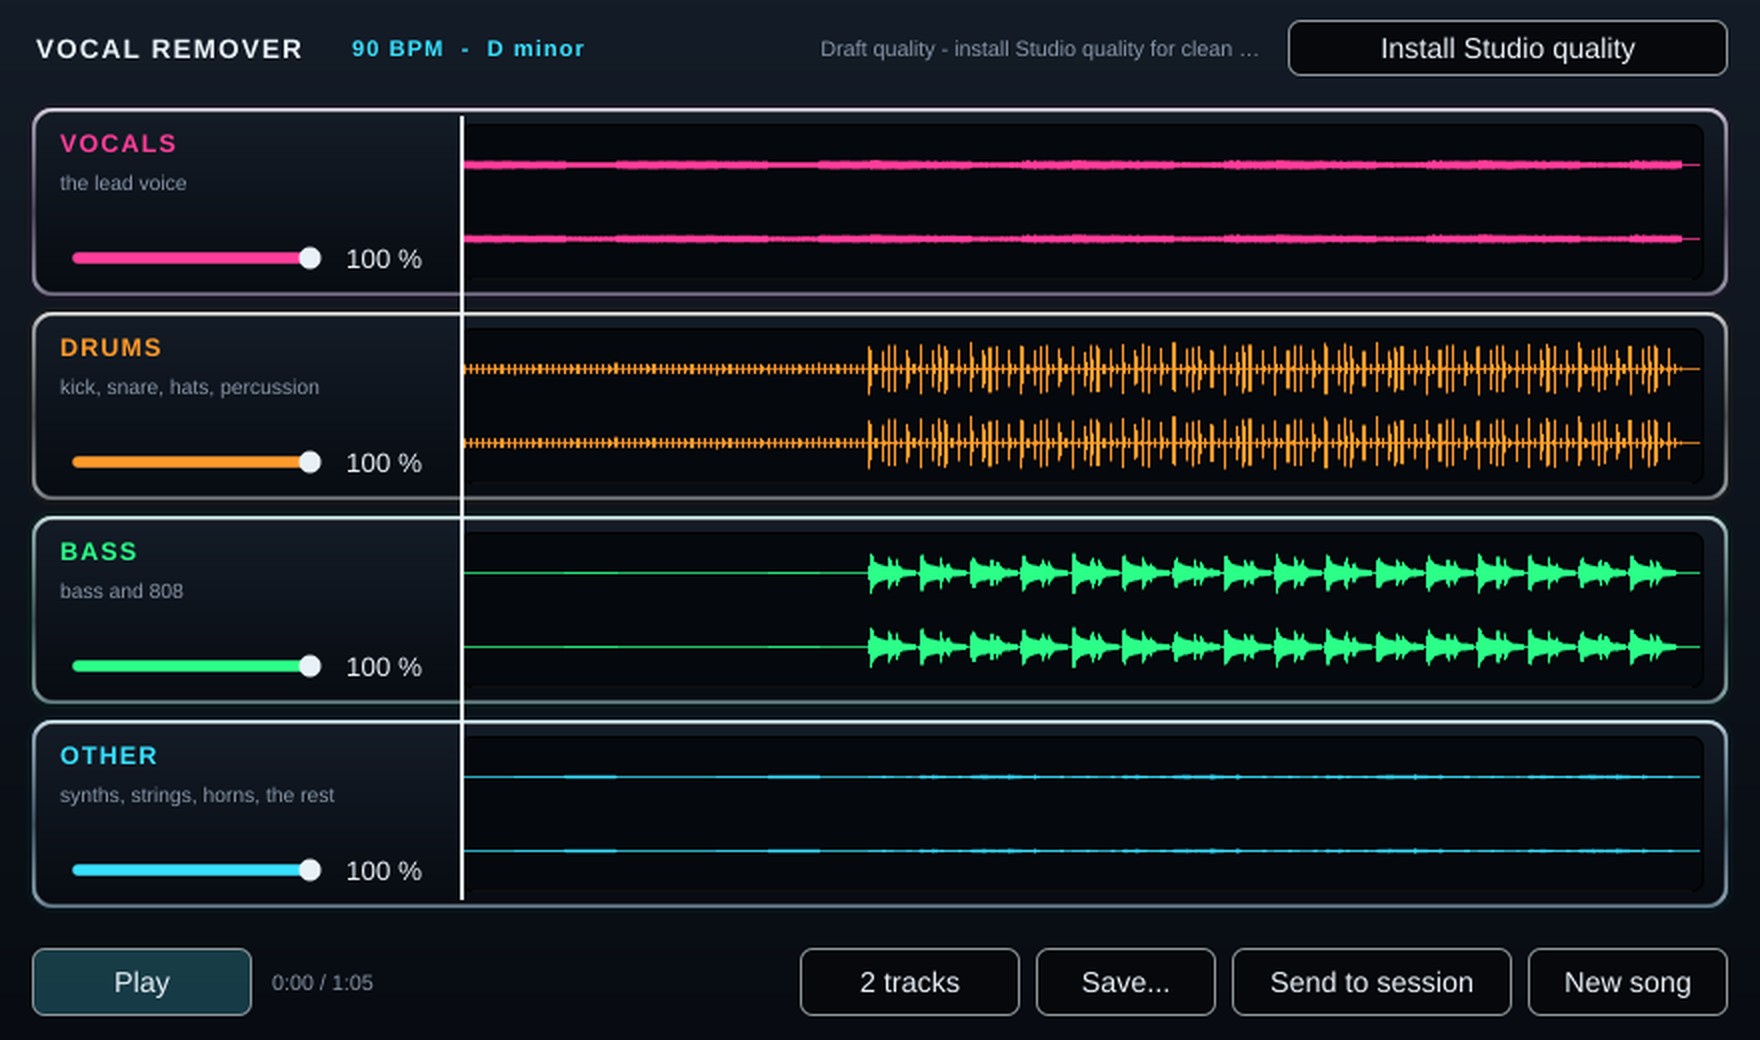 VOCAL REMOVER
90 BPM - D minor
Draft quality - install Studio quality for clean ...
Install Studio quality
VOCALS
the lead voice
100 %
DRUMS
kick, snare, hats, percussion
100 %
BASS
bass and 808
100 %
OTHER
synths, strings, horns, the rest
100 %
Play
0:00 / 1:05
2 tracks
Save...
Send to session
New song